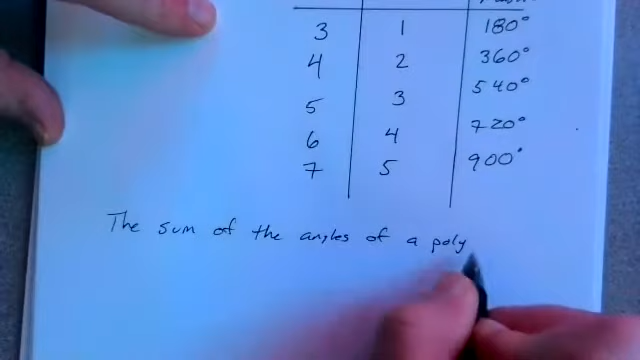 3 1 180°
4 2 360°
5 3 540°
6 4 720°
7 5 900°
The sum of the angles of a poly